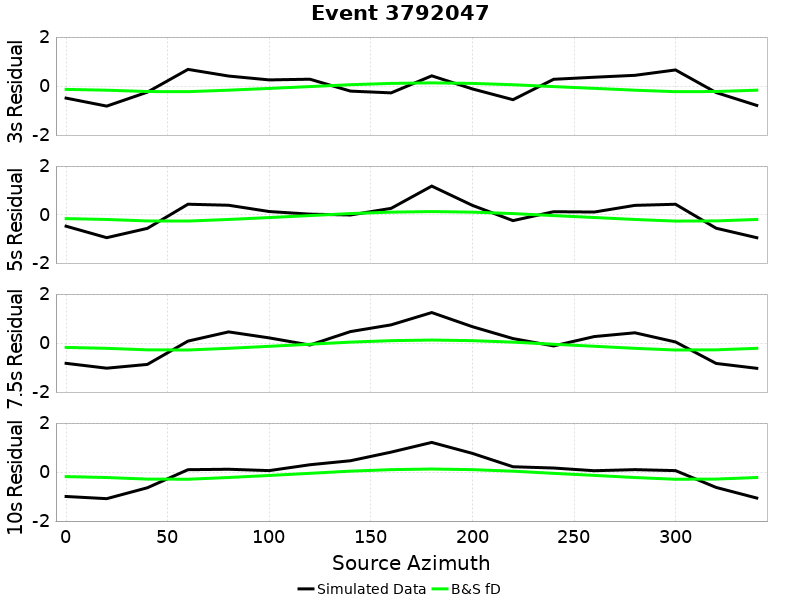 Event 3792047
3s Residual
2
0
-2
5s Residual
2
0
-2
7.5s Residual
2
0
-2
10s Residual
2
0
-2
0 50 100 150 200 250 300
Source Azimuth
Simulated Data B&S fD